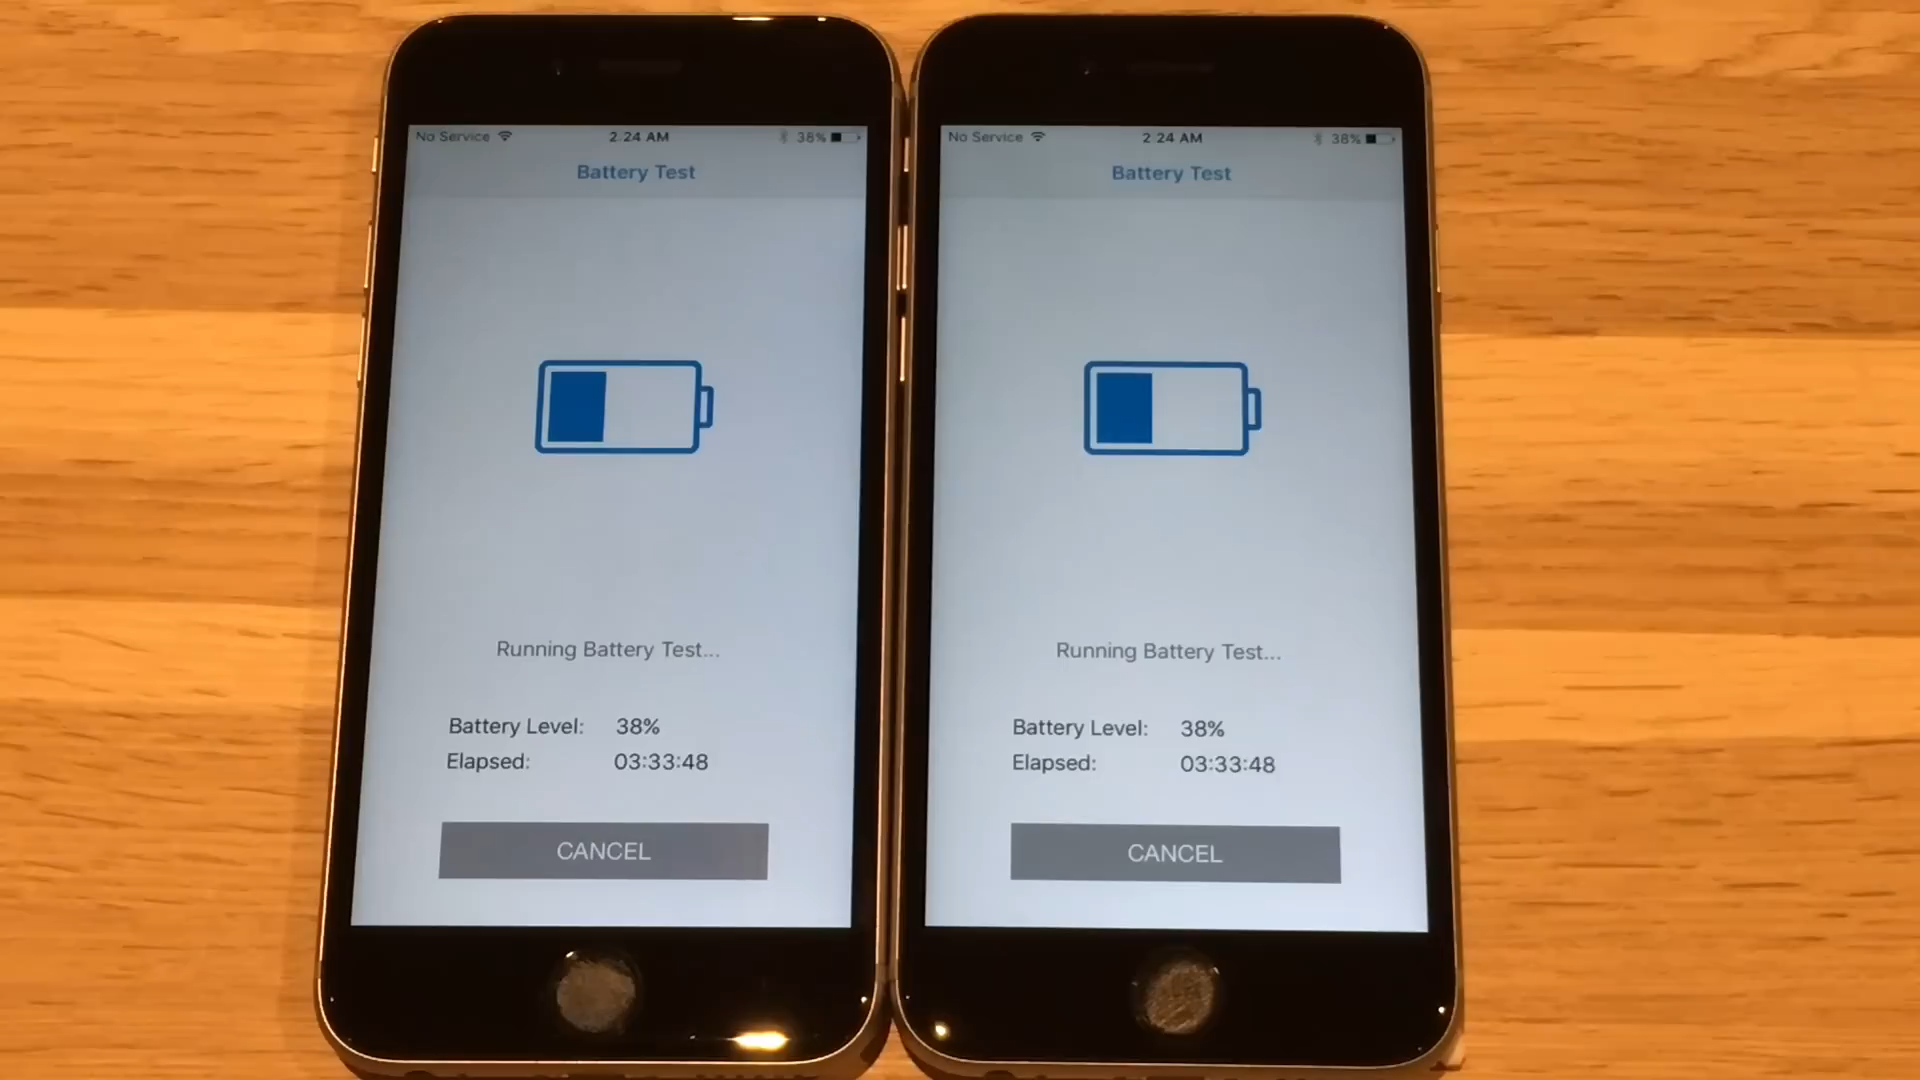 No Service 2:24 AM 38%
Battery Test
Running Battery Test...
Battery Level: 38%
Elapsed: 03:33:48
CANCEL
No Service 2:24 AM 38%
Battery Test
Running Battery Test...
Battery Level: 38%
Elapsed: 03:33:48
CANCEL